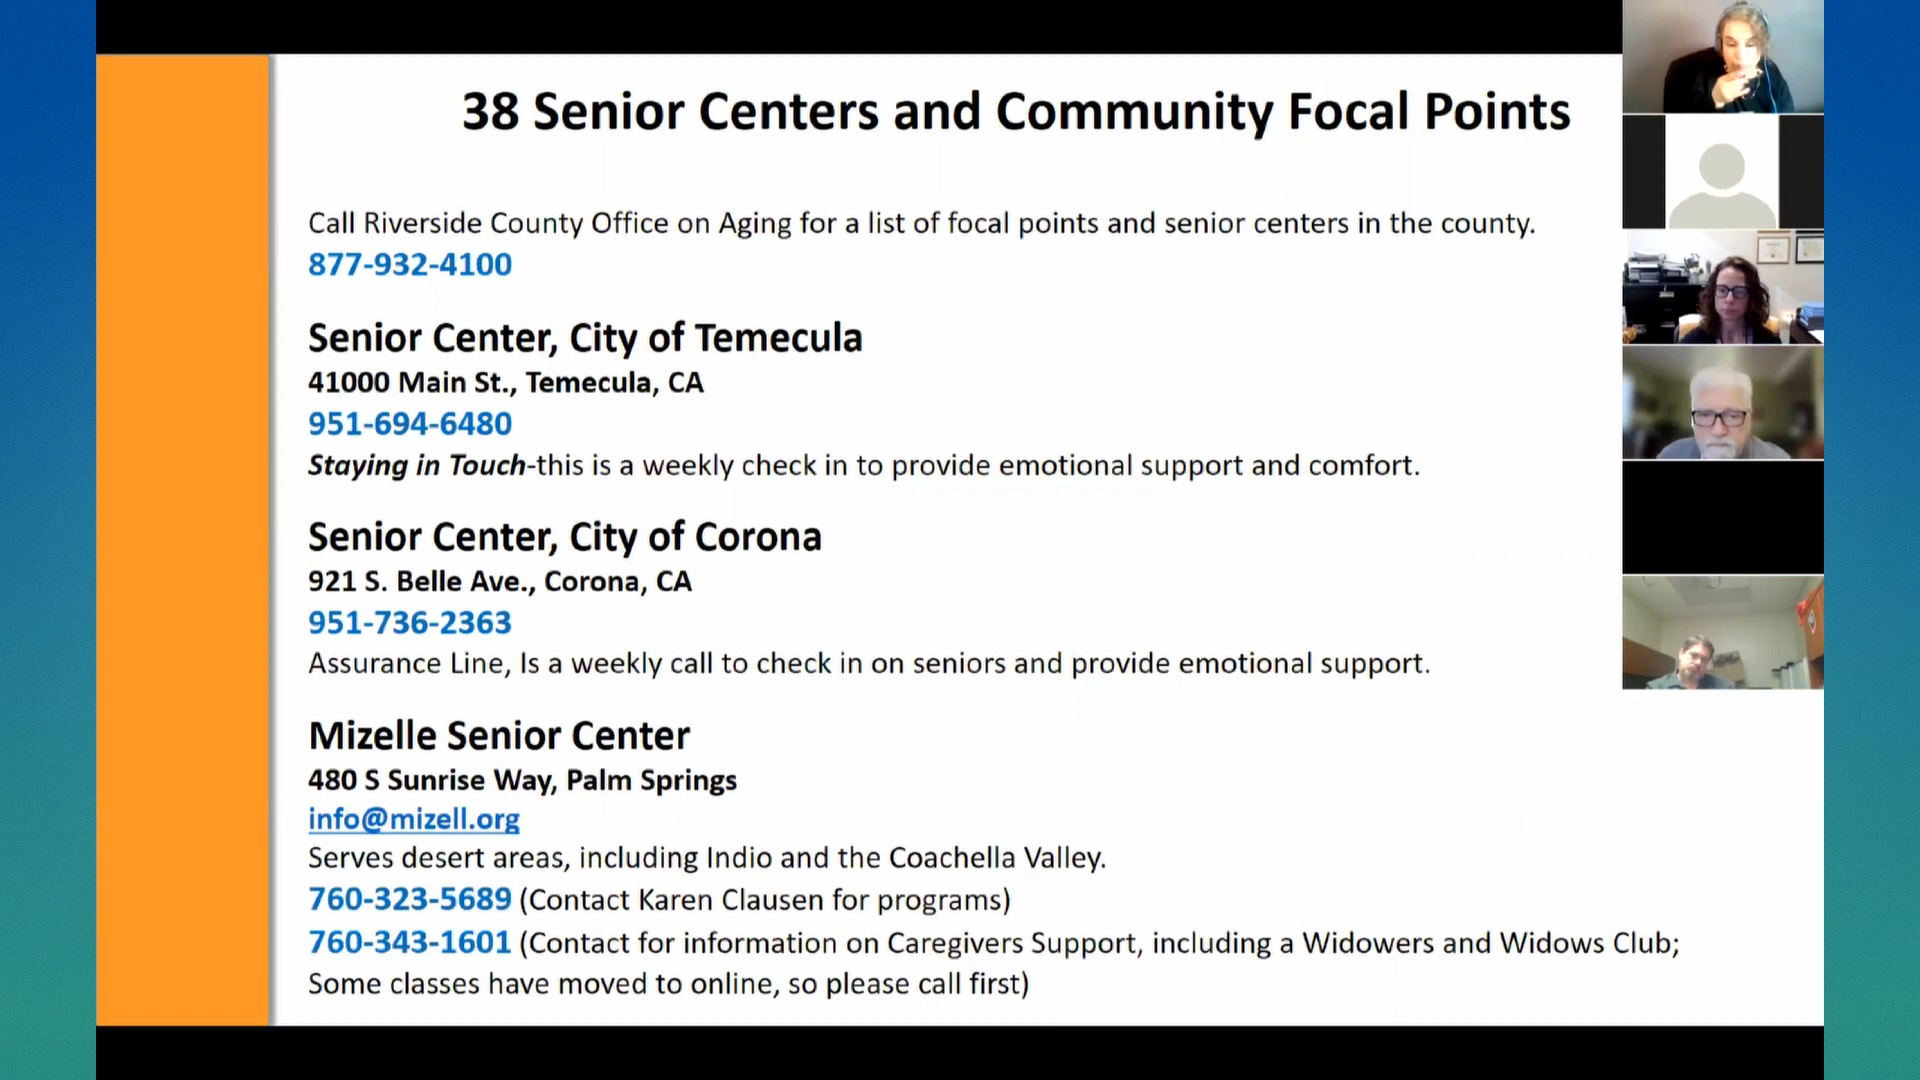 38 Senior Centers and Community Focal Points
Call Riverside County Office on Aging for a list of focal points and senior centers in the county.
877-932-4100
Senior Center, City of Temecula
41000 Main St., Temecula, CA
951-694-6480
Staying in Touch-this is a weekly check in to provide emotional support and comfort.
Senior Center, City of Corona
921 S. Belle Ave., Corona, CA
951-736-2363
Assurance Line, Is a weekly call to check in on seniors and provide emotional support.
Mizelle Senior Center
480 S Sunrise Way, Palm Springs
info@mizell.org
Serves desert areas, including Indio and the Coachella Valley.
760-323-5689 (Contact Karen Clausen for programs)
760-343-1601 (Contact for information on Caregivers Support, including a Widowers and Widows Club;
Some classes have moved to online, so please call first)